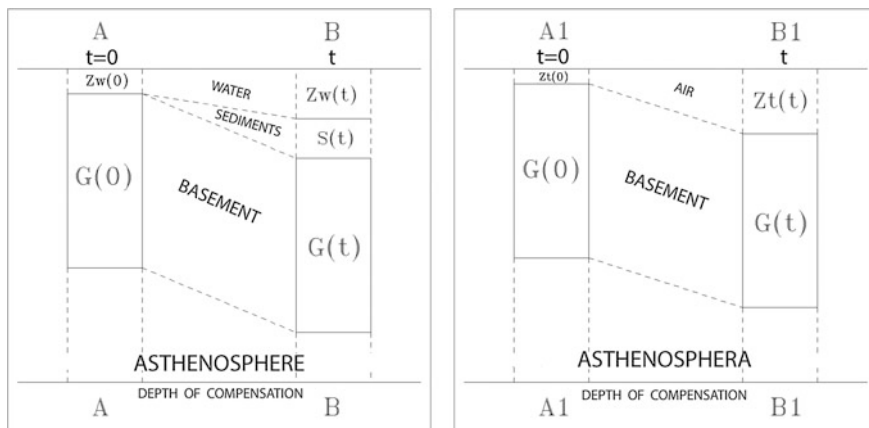 A B
t=0 t
Zw(0)
WATER
Zw(t)
SEDIMENTS
S(t)
G(0)
BASEMENT
G(t)
ASTHENOSPHERE
DEPTH OF COMPENSATION
A B
A1 B1
t=0 t
Zt(0)
AIR
Zt(t)
G(0)
BASEMENT
G(t)
ASTHENOSPHERA
DEPTH OF COMPENSATION
A1 B1